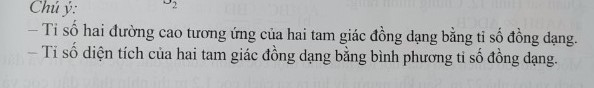 Chú ý:
– Tỉ số hai đường cao tương ứng của hai tam giác đồng dạng bằng tỉ số đồng dạng.
– Tỉ số diện tích của hai tam giác đồng dạng bằng bình phương tỉ số đồng dạng.